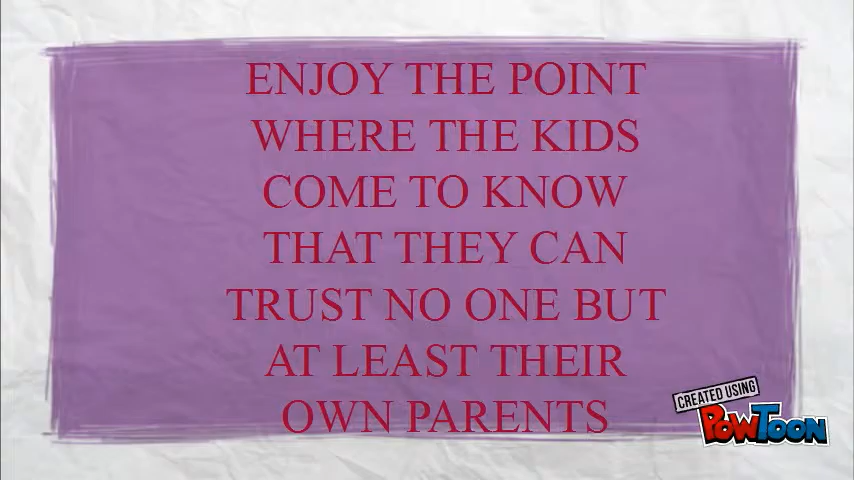 ENJOY THE POINT
WHERE THE KIDS
COME TO KNOW
THAT THEY CAN
TRUST NO ONE BUT
AT LEAST THEIR
OWN PARENTS
CREATED USING
POWTOON